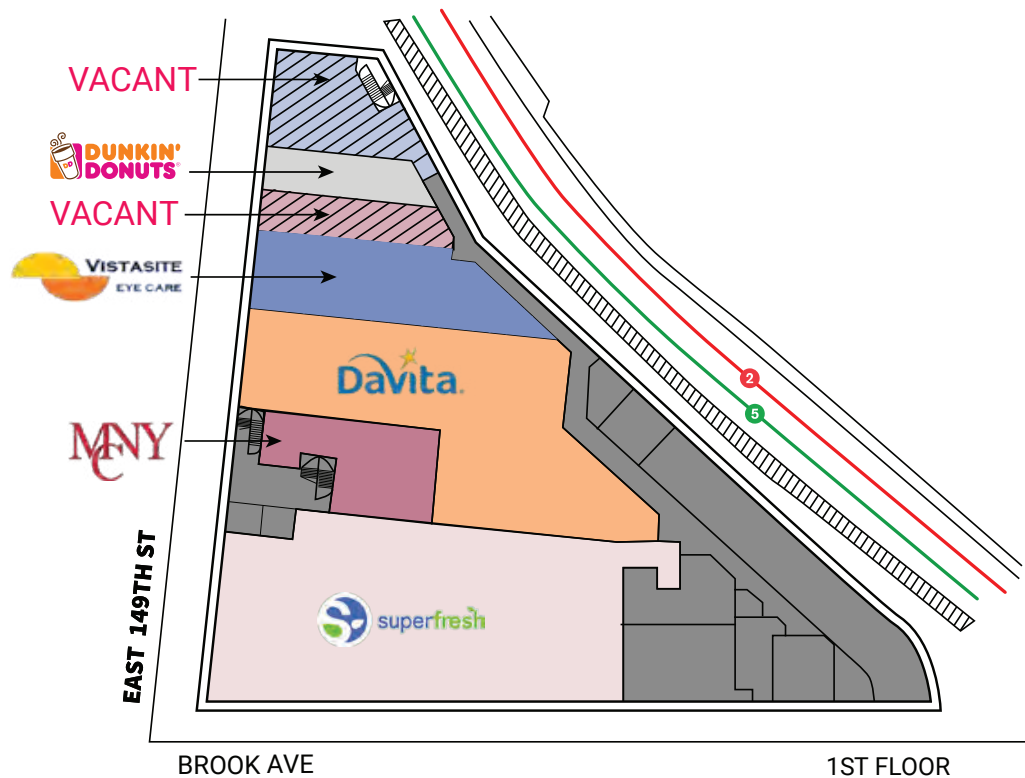 VACANT
DUNKIN'
DONUTS
VACANT
VISTASITE
EYE CARE
DaVita.
MCNY
superfresh
2
5
EAST 149TH ST
BROOK AVE
1ST FLOOR